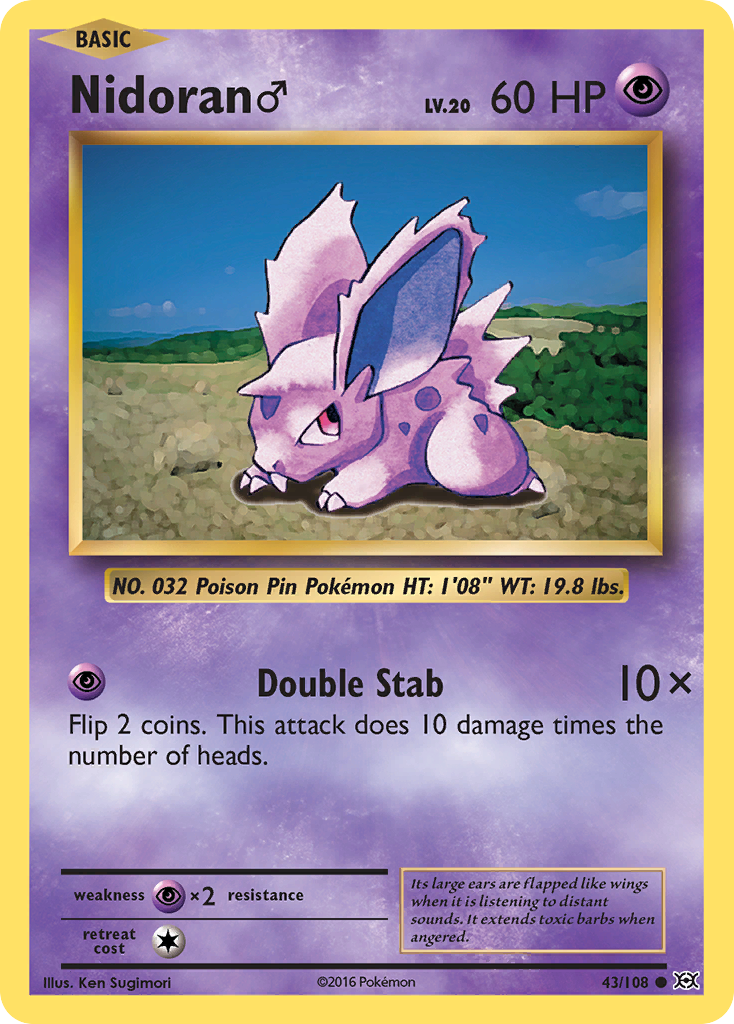 BASIC
Nidoran♂ LV.20 60 HP
NO. 032 Poison Pin Pokémon HT: 1'08" WT: 19.8 lbs.
Double Stab 10×
Flip 2 coins. This attack does 10 damage times the
number of heads.
weakness ×2 resistance
retreat
cost
Its large ears are flapped like wings
when it is listening to distant
sounds. It extends toxic barbs when
angered.
Illus. Ken Sugimori ©2016 Pokémon 43/108